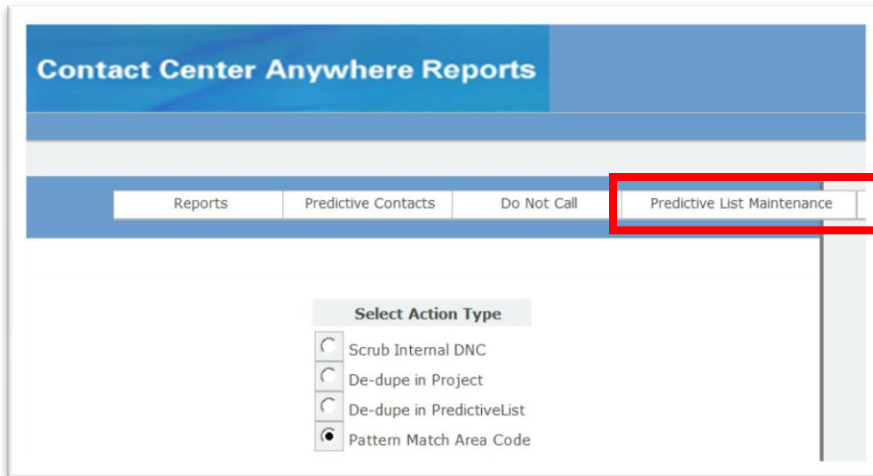 Contact Center Anywhere Reports
Reports Predictive Contacts Do Not Call Predictive List Maintenance
Select Action Type
Scrub Internal DNC
De-dupe in Project
De-dupe in PredictiveList
Pattern Match Area Code